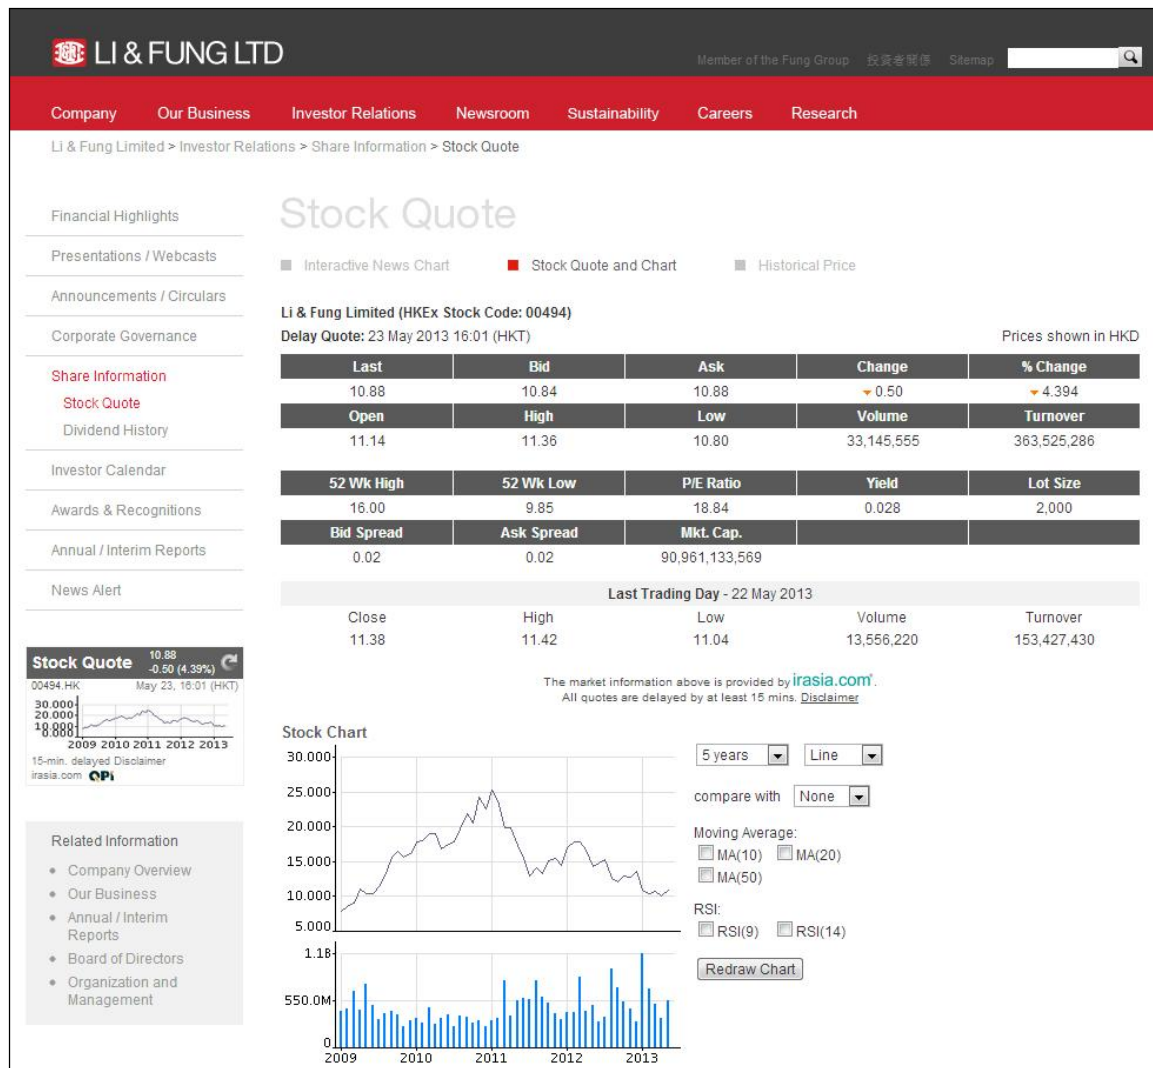 LI & FUNG LTD
Member of the Fung Group 投資者關係 Sitemap
Company Our Business Investor Relations Newsroom Sustainability Careers Research
Li & Fung Limited > Investor Relations > Share Information > Stock Quote
Financial Highlights
Presentations / Webcasts
Announcements / Circulars
Corporate Governance
Share Information
Stock Quote
Dividend History
Investor Calendar
Awards & Recognitions
Annual / Interim Reports
News Alert
Stock Quote 10.88
-0.50 (4.39%)
00494.HK May 23, 16:01 (HKT)
30.000
20.000
10.000
0.000
2009 2010 2011 2012 2013
15-min. delayed Disclaimer
irasia.com QPi
Related Information
Company Overview
Our Business
Annual / Interim
Reports
Board of Directors
Organization and
Management
Stock Quote
Interactive News Chart Stock Quote and Chart Historical Price
Li & Fung Limited (HKEx Stock Code: 00494)
Delay Quote: 23 May 2013 16:01 (HKT) Prices shown in HKD
Last Bid Ask Change % Change
10.88 10.84 10.88 0.50 4.394
Open High Low Volume Turnover
11.14 11.36 10.80 33,145,555 363,525,286
52 Wk High 52 Wk Low P/E Ratio Yield Lot Size
16.00 9.85 18.84 0.028 2,000
Bid Spread Ask Spread Mkt. Cap.
0.02 0.02 90,961,133,569
Last Trading Day - 22 May 2013
Close High Low Volume Turnover
11.38 11.42 11.04 13,556,220 153,427,430
The market information above is provided by irasia.com.
All quotes are delayed by at least 15 mins. Disclaimer
Stock Chart
30.000
25.000
20.000
15.000
10.000
5.000
1.1B
550.0M
0
2009 2010 2011 2012 2013
5 years Line
compare with None
Moving Average:
MA(10) MA(20)
MA(50)
RSI:
RSI(9) RSI(14)
Redraw Chart